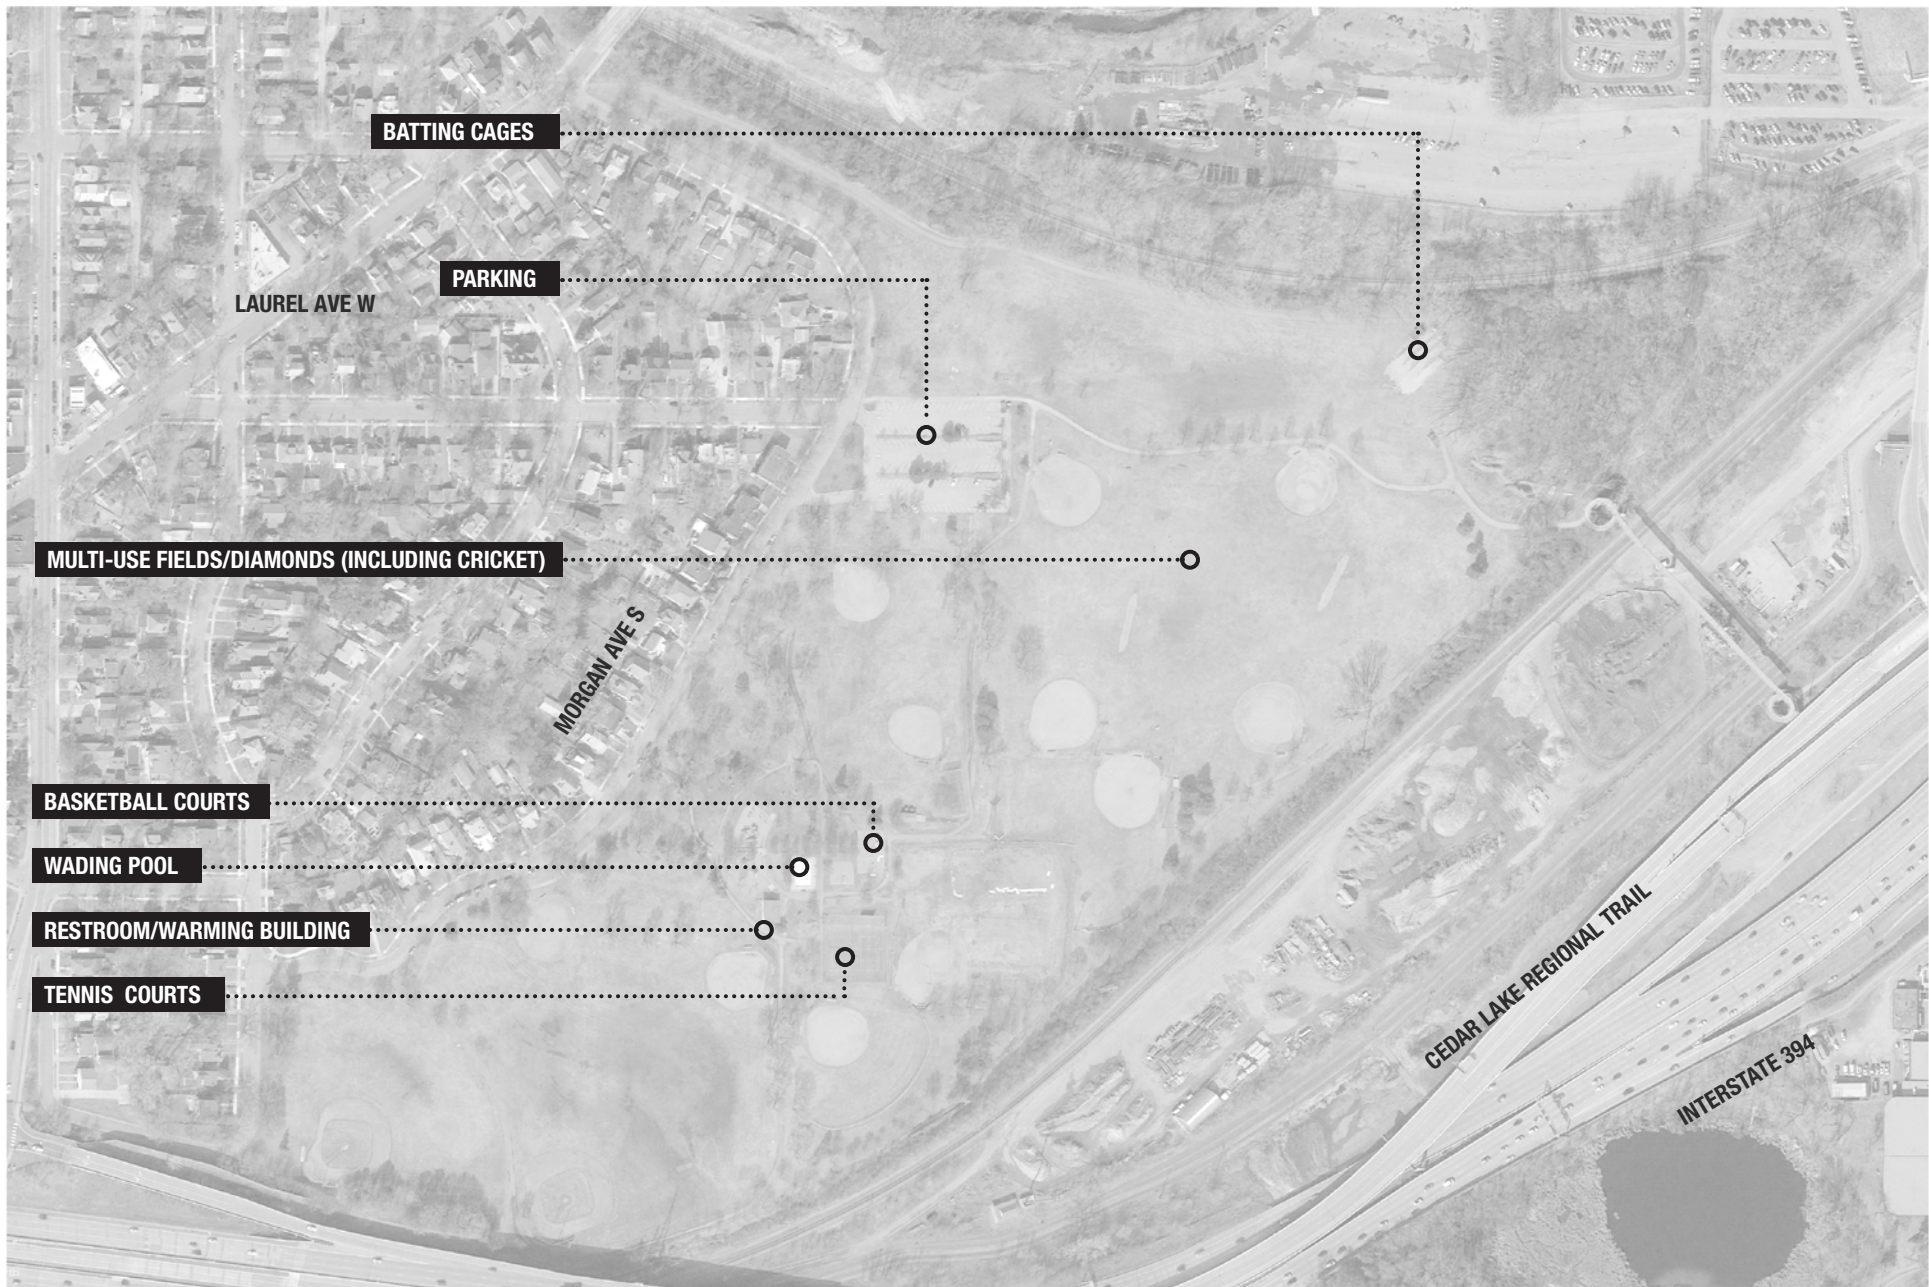 BATTING CAGES
PARKING
LAUREL AVE W
MULTI-USE FIELDS/DIAMONDS (INCLUDING CRICKET)
MORGAN AVE S
BASKETBALL COURTS
WADING POOL
RESTROOM/WARMING BUILDING
TENNIS COURTS
CEDAR LAKE REGIONAL TRAIL
INTERSTATE 394